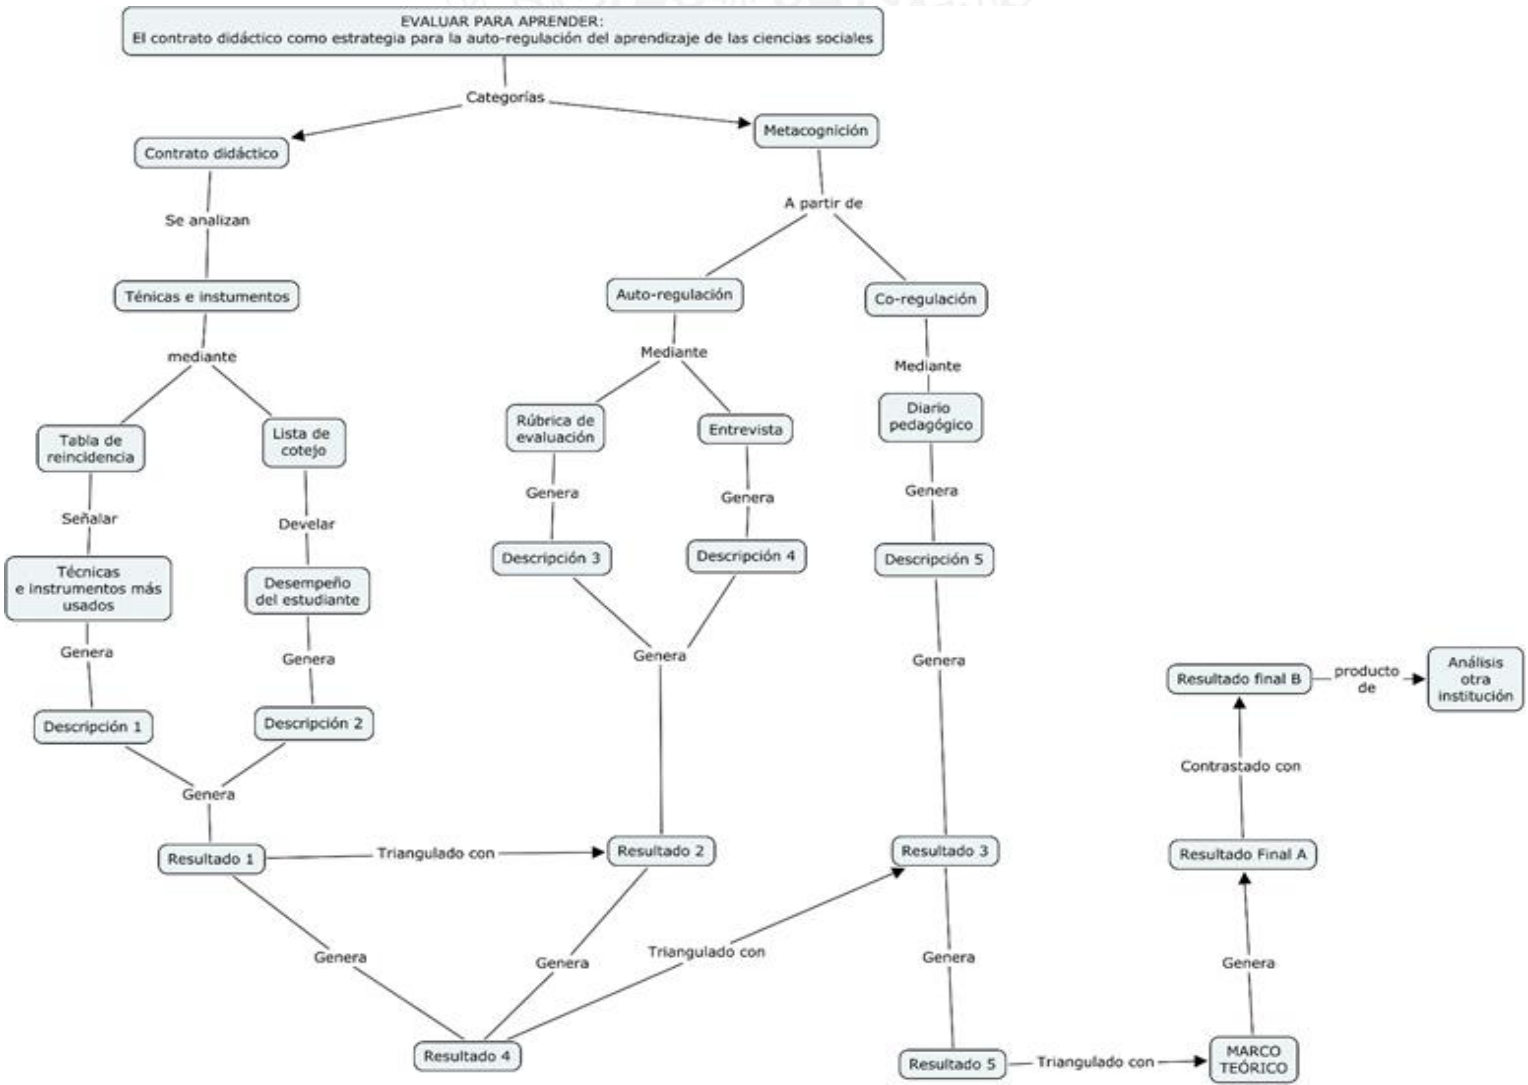 EVALUAR PARA APRENDER:
El contrato didáctico como estrategia para la auto-regulación del aprendizaje de las ciencias sociales
Categorías
Contrato didáctico
Metacognición
Se analizan
A partir de
Ténicas e instumentos
Auto-regulación
Co-regulación
mediante
Mediante
Mediante
Tabla de
reincidencia
Lista de
cotejo
Rúbrica de
evaluación
Entrevista
Diario
pedagógico
Señalar
Develar
Genera
Genera
Genera
Técnicas
e instrumentos más
usados
Desempeño
del estudiante
Descripción 3
Descripción 4
Descripción 5
Genera
Genera
Genera
Genera
Descripción 1
Descripción 2
Resultado final B
producto
de
Análisis
otra
institución
Genera
Contrastado con
Resultado 1
Triangulado con
Resultado 2
Resultado 3
Resultado Final A
Genera
Genera
Triangulado con
Genera
Genera
Resultado 4
Resultado 5
Triangulado con
MARCO
TEÓRICO